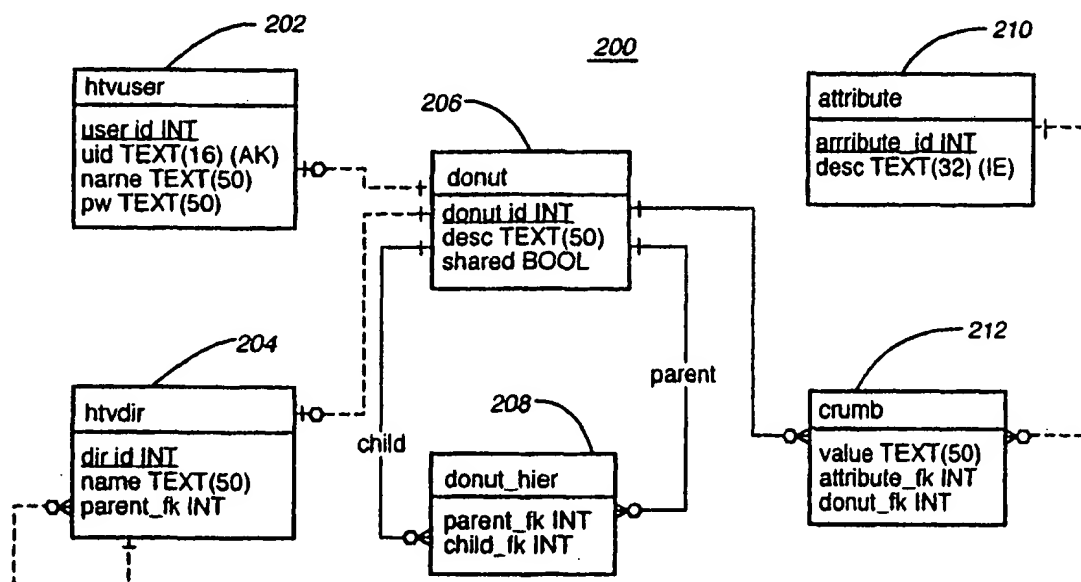 202
200
210
htvuser
user id INT
uid TEXT(16) (AK)
narne TEXT(50)
pw TEXT(50)
206
donut
donut id INT
desc TEXT(50)
shared BOOL
attribute
arrribute_id INT
desc TEXT(32) (IE)
204
htvdir
dir id INT
name TEXT(50)
parent_fk INT
child
parent
208
donut_hier
parent_fk INT
child_fk INT
212
crumb
value TEXT(50)
attribute_fk INT
donut_fk INT